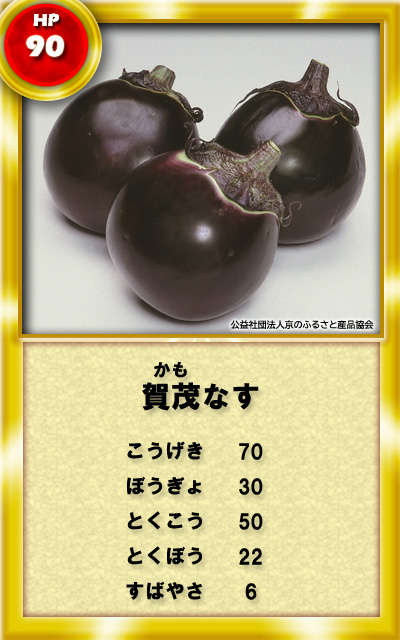 HP
90
公益社団法人京のふるさと産品協会
かも
賀茂なす
こうげき 70
ぼうぎょ 30
とくこう 50
とくぼう 22
すばやさ 6